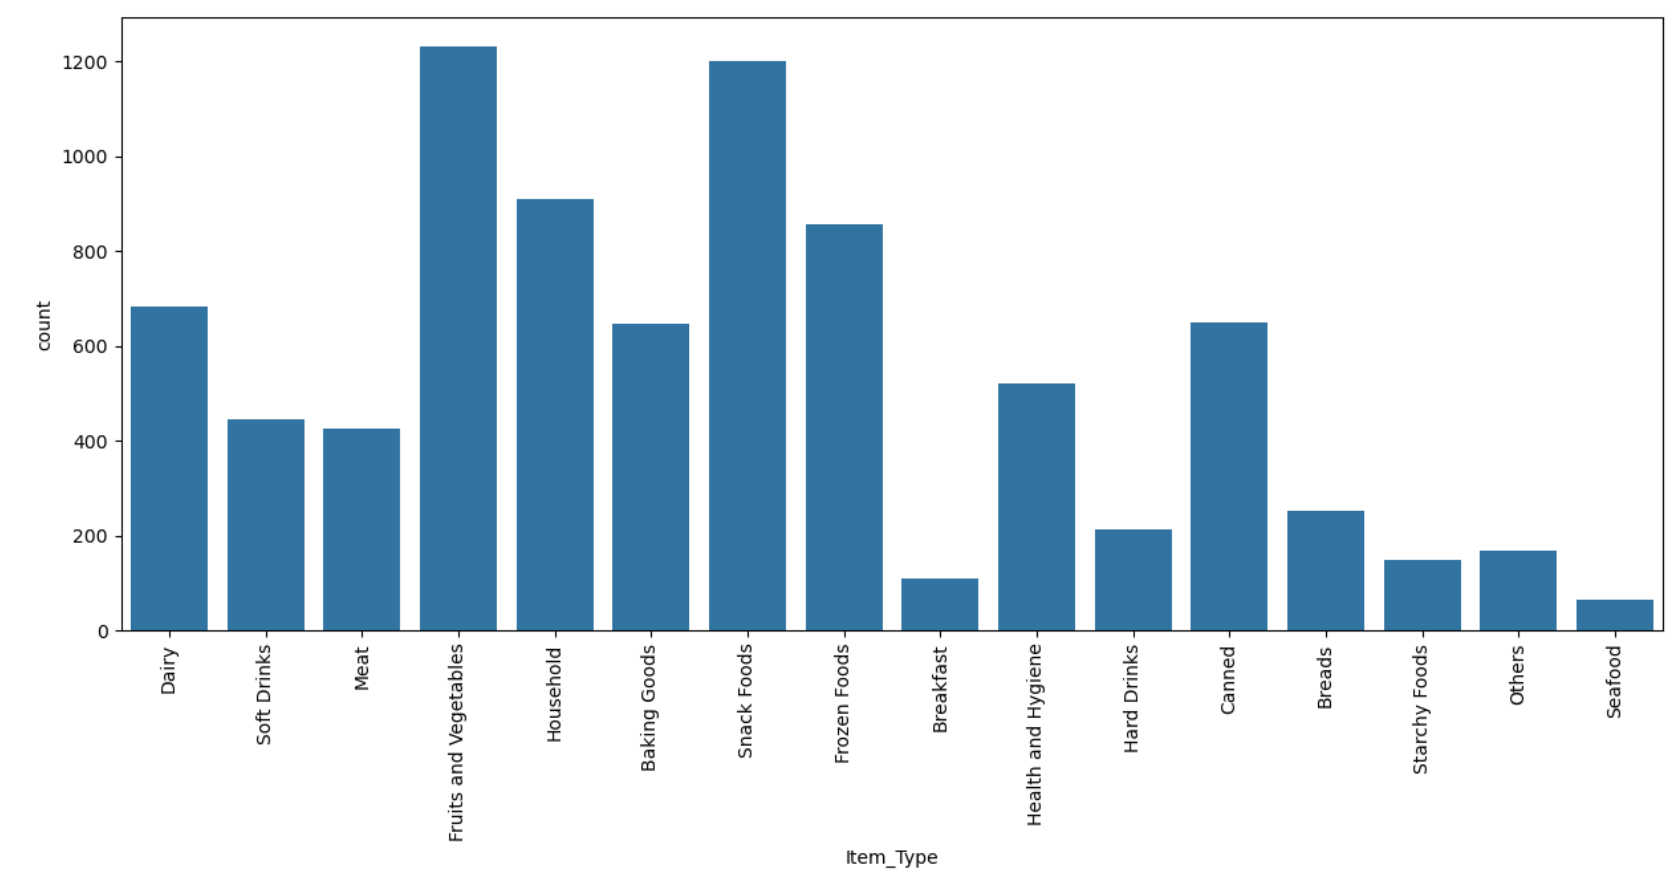 1200
1000
800
600
400
200
0
count
Dairy
Soft Drinks
Meat
Fruits and Vegetables
Household
Baking Goods
Snack Foods
Frozen Foods
Breakfast
Health and Hygiene
Hard Drinks
Canned
Breads
Starchy Foods
Others
Seafood
Item_Type